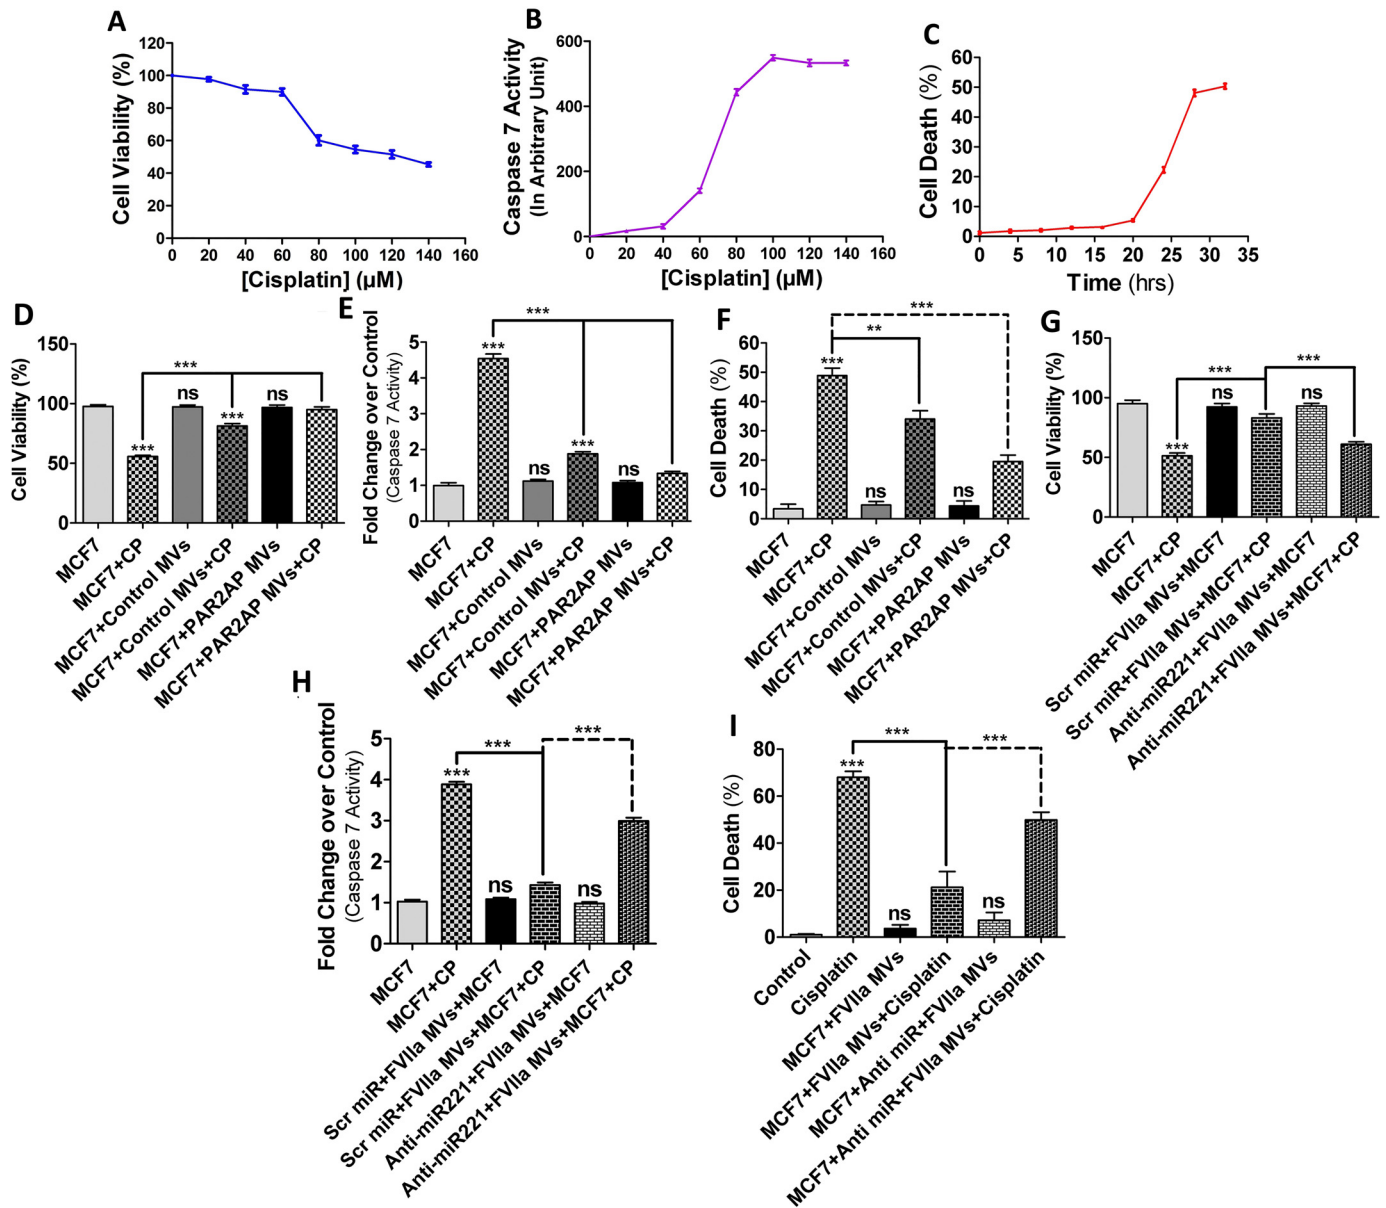 A
Cell Viability (%)
120
100
80
60
40
20
0
0 20 40 60 80 100 120 140 160
[Cisplatin] (µM)
B
Caspase 7 Activity
(In Arbitrary Unit)
600
400
200
0
0 20 40 60 80 100 120 140 160
[Cisplatin] (µM)
C
Cell Death (%)
60
50
40
30
20
10
0
0 5 10 15 20 25 30 35
Time (hrs)
D
Cell Viability (%)
150
100
50
0
***
***
ns
***
ns
MCF7
MCF7+CP
MCF7+Control MVs
MCF7+Control MVs+CP
MCF7+PAR2AP MVs
MCF7+PAR2AP MVs+CP
E
Fold Change over Control
(Caspase 7 Activity)
5
4
3
2
1
0
***
***
ns
***
ns
MCF7
MCF7+CP
MCF7+Control MVs
MCF7+Control MVs+CP
MCF7+PAR2AP MVs
MCF7+PAR2AP MVs+CP
F
Cell Death (%)
60
50
40
30
20
10
0
***
**
***
ns
ns
MCF7
MCF7+CP
MCF7+Control MVs
MCF7+Control MVs+CP
MCF7+PAR2AAP MVs
MCF7+PAR2AAP MVs+CP
G
Cell Viability (%)
150
100
50
0
***
***
***
ns
ns
MCF7
MCF7+CP
Scr miR+FVIIa MVs+MCF7
Scr miR+FVIIa MVs+MCF7+CP
Anti-miR221+FVIIa MVs+MCF7
Anti-miR221+FVIIa MVs+MCF7+CP
H
Fold Change over Control
(Caspase 7 Activity)
5
4
3
2
1
0
***
***
***
ns
ns
MCF7
MCF7+CP
Scr miR+FVIIa MVs+MCF7
Scr miR+FVIIa MVs+MCF7+CP
Anti-miR221+FVIIa MVs+MCF7
Anti-miR221+FVIIa MVs+MCF7+CP
I
Cell Death (%)
80
60
40
20
0
***
***
***
ns
ns
Control
Cisplatin
MCF7+FVIIa MVs
MCF7+FVIIa MVs+Cisplatin
MCF7+Anti miR+FVIIa MVs
MCF7+Anti miR+FVIIa MVs+Cisplatin